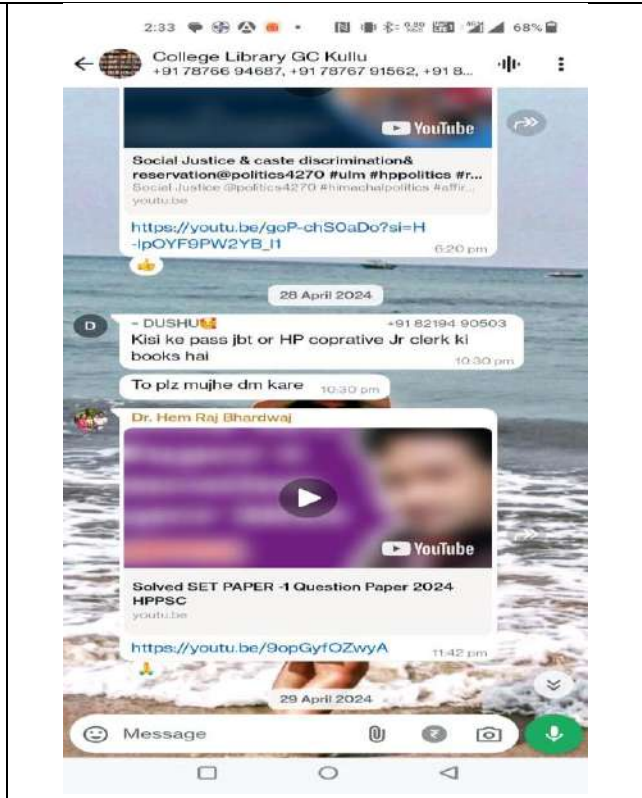 2:33
68%
College Library GC Kullu
+91 78766 94687, +91 78767 91562, +91 8...
YouTube
Social Justice & caste discrimination&
reservation@politics4270 #ulm #hppolitics #r...
Social Justice @politics4270 #himachalpolitics #affir...
youtu.be
https://youtu.be/goP-chS0aDo?si=H
-lpOYF9PW2YB_l1
6:20 pm
28 April 2024
D
~ DUSHU🥰 +91 82194 90503
Kisi ke pass jbt or HP coprative Jr clerk ki
books hai
10:30 pm
To plz mujhe dm kare 10:30 pm
Dr. Hem Raj Bhardwaj
YouTube
Solved SET PAPER -1 Question Paper 2024
HPPSC
youtu.be
https://youtu.be/9opGyfOZwyA
11:42 pm
29 April 2024
Message